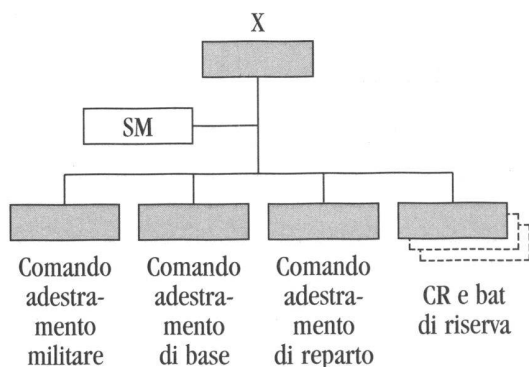 X
SM
Comando
adestra-
mento
militare
Comando
adestra-
mento
di base
Comando
adestra-
mento
di reparto
CR e bat
di riserva